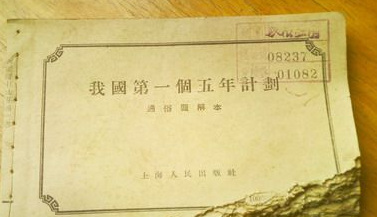 08237
01082
我國第一個五年計劃
通俗圖解本
上海人民出版社